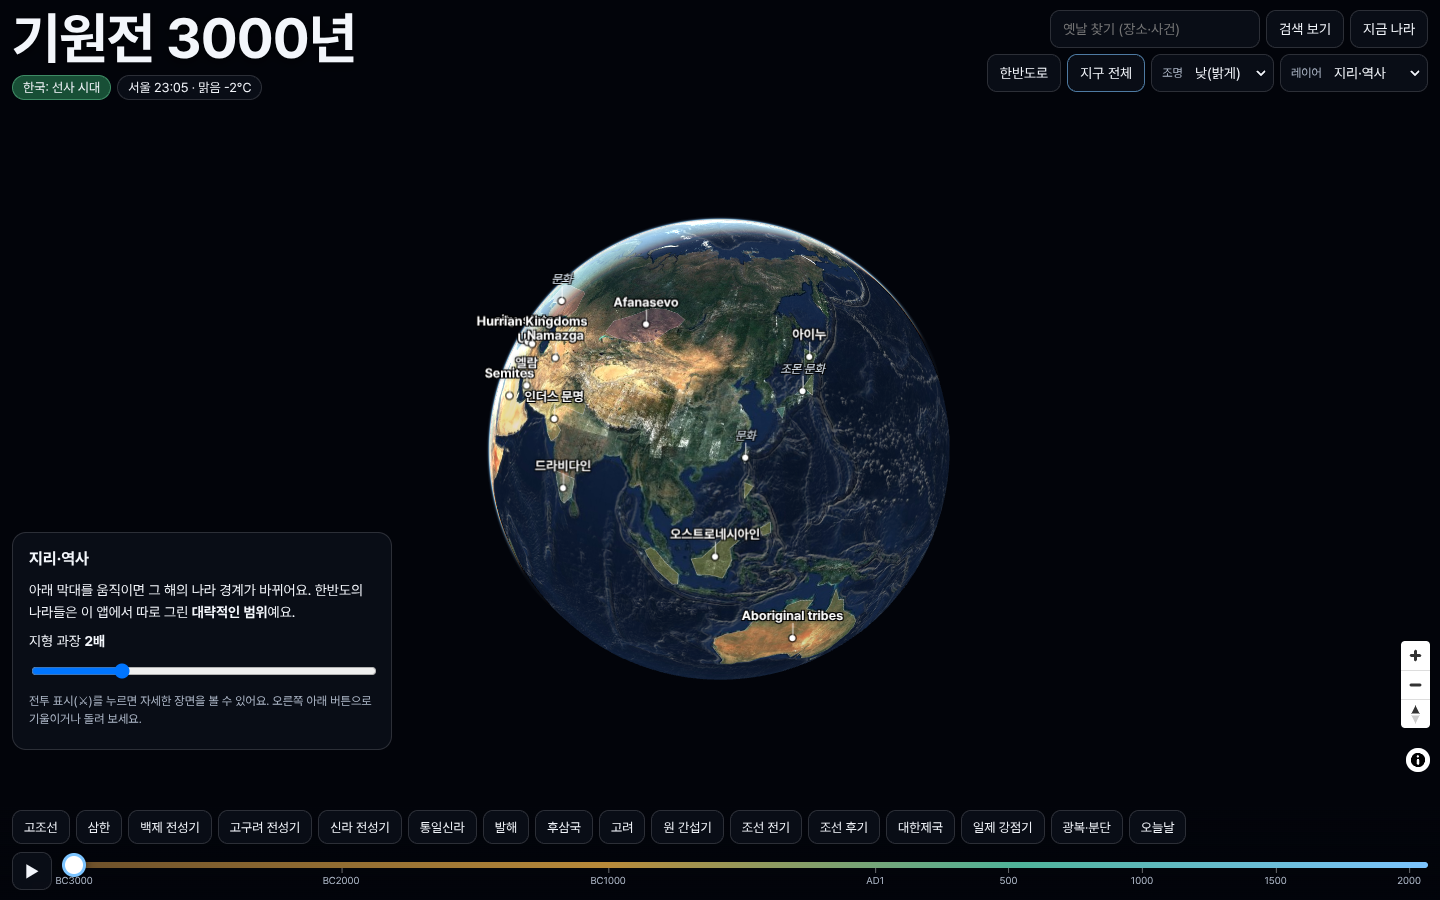 기원전 3000년
한국: 선사 시대
서울 23:05 · 맑음 -2°C
옛날 찾기 (장소·사건)
검색 보기
지금 나라
한반도로
지구 전체
조명 낮(밝게)
레이어 지리·역사
문화
Afanasevo
Hurrian Kingdoms
Namazga
아이누
엘람
Semites
조몬 문화
인더스 문명
문화
드라비다인
오스트로네시아인
Aboriginal tribes
지리·역사
아래 막대를 움직이면 그 해의 나라 경계가 바뀌어요. 한반도의
나라들은 이 앱에서 따로 그린 대략적인 범위예요.
지형 과장 2배
전투 표시(⚔)를 누르면 자세한 장면을 볼 수 있어요. 오른쪽 아래 버튼으로
기울이거나 돌려 보세요.
고조선
삼한
백제 전성기
고구려 전성기
신라 전성기
통일신라
발해
후삼국
고려
원 간섭기
조선 전기
조선 후기
대한제국
일제 강점기
광복·분단
오늘날
BC3000
BC2000
BC1000
AD1
500
1000
1500
2000